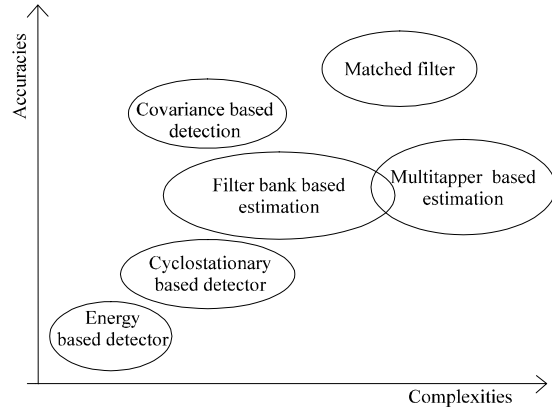 Accuracies
Matched filter
Covariance based
detection
Filter bank based
estimation
Multitapper based
estimation
Cyclostationary
based detector
Energy
based detector
Complexities